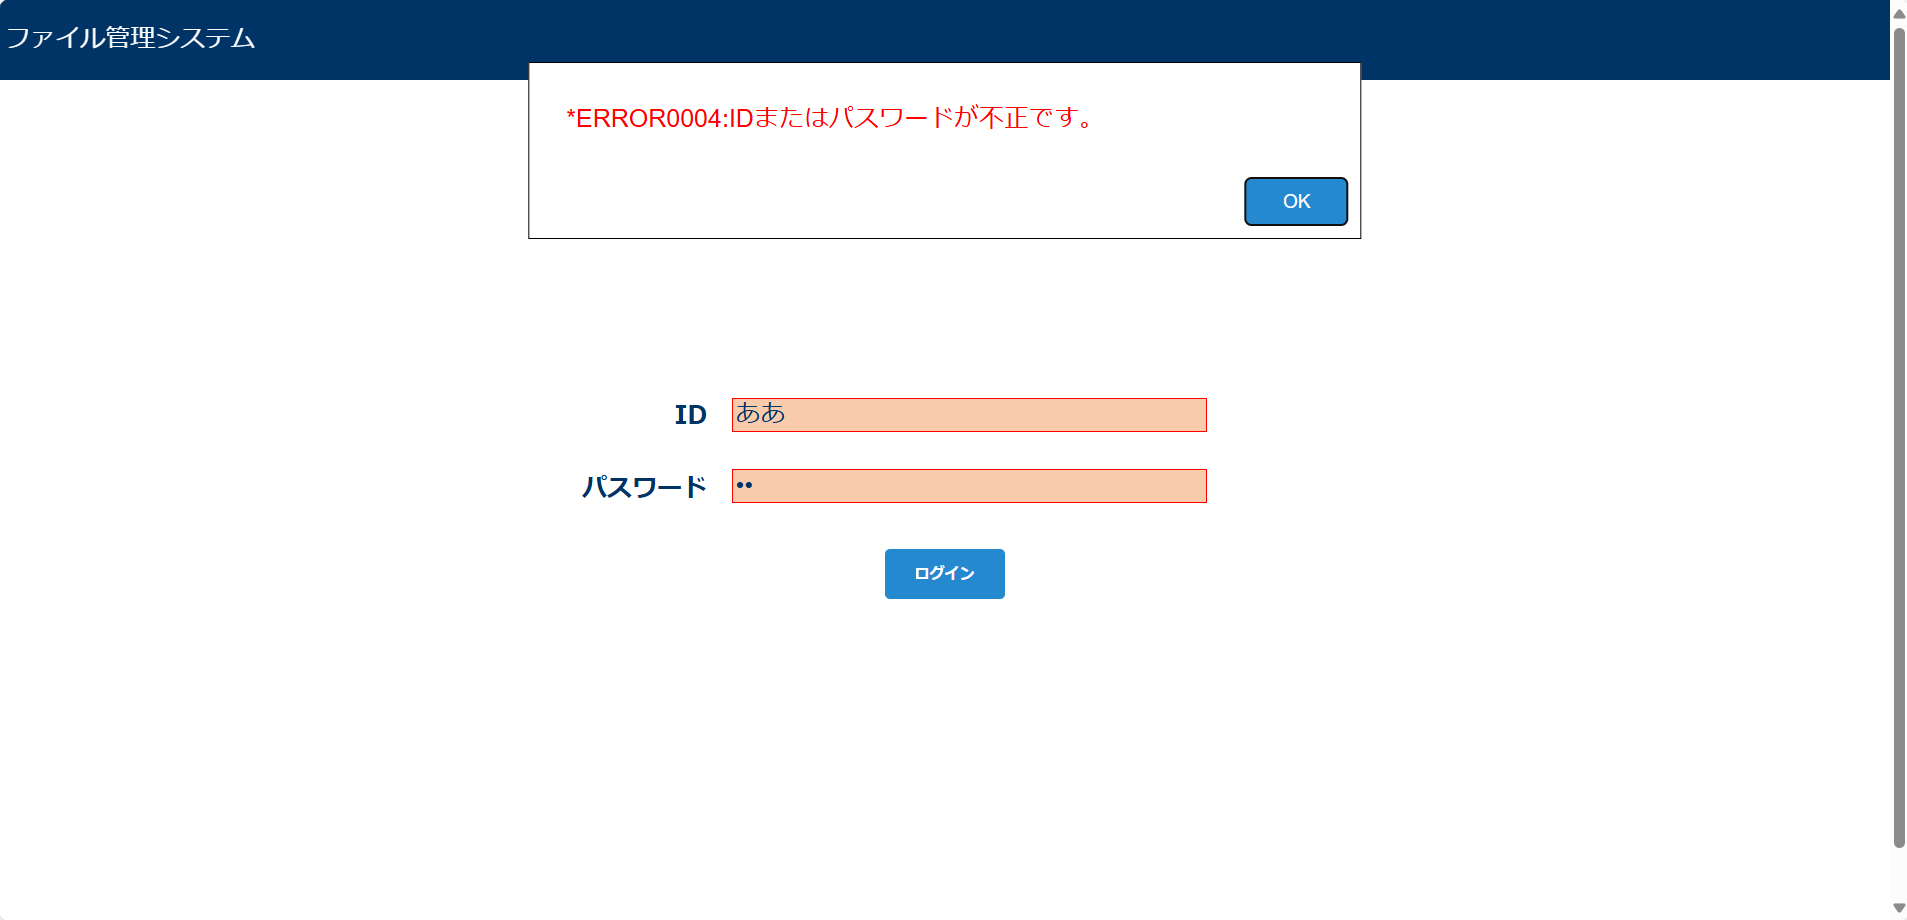 ファイル管理システム
*ERROR0004:IDまたはパスワードが不正です。
OK
ID ああ
パスワード ••
ログイン